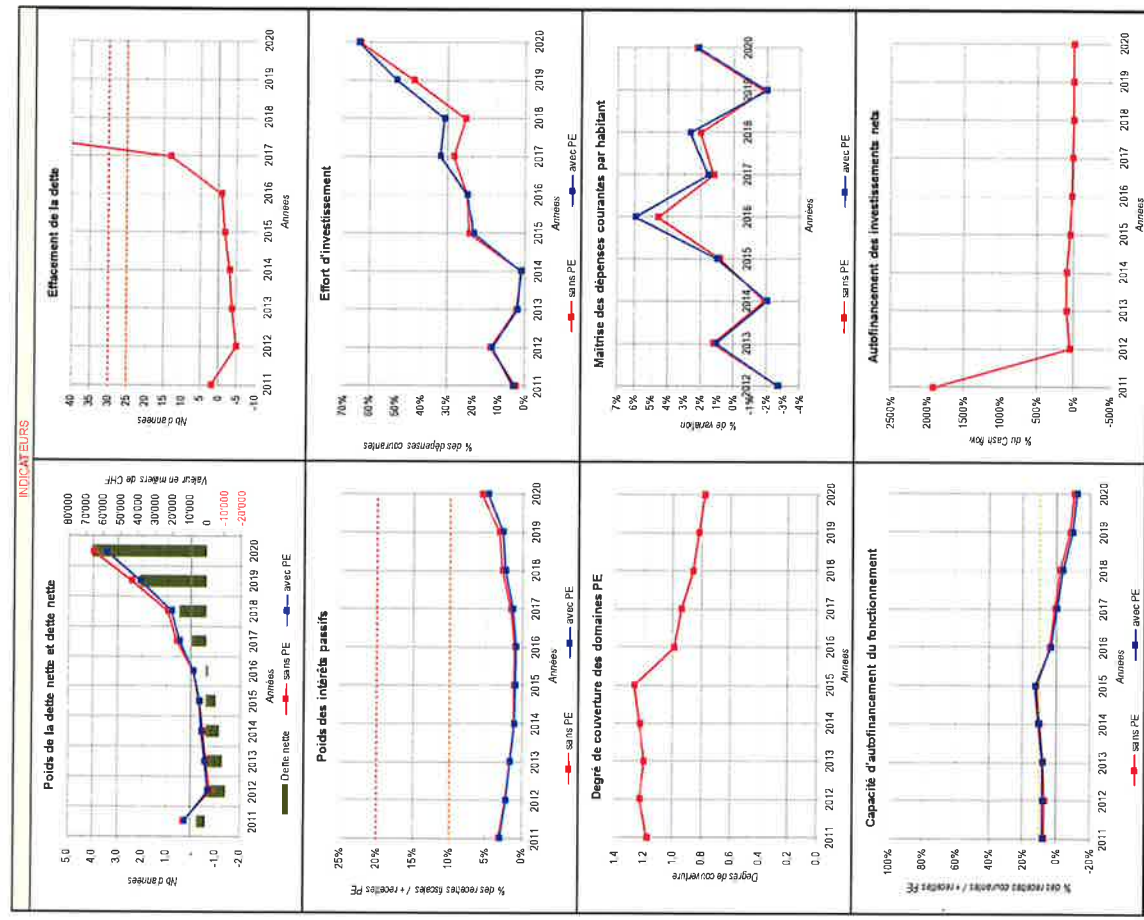 INDICATEURS
Poids de la dette nette et dette nette
Nb d'années
5.0
4.0
3.0
2.0
1.0
0.0
-1.0
-2.0
80'000
70'000
60'000
50'000
40'000
30'000
20'000
10'000
0
-10'000
-20'000
Valeur en milliers de CHF
2011 2012 2013 2014 2015 2016 2017 2018 2019 2020
Années
Dette nette sans PE avec PE
Effacement de la dette
Nb d'années
40
35
30
25
20
15
10
5
0
-5
-10
2011 2012 2013 2014 2015 2016 2017 2018 2019 2020
Années
Poids des intérêts passifs
% des recettes fiscales / + recettes PE
25%
20%
15%
10%
5%
0%
2011 2012 2013 2014 2015 2016 2017 2018 2019 2020
Années
sans PE avec PE
Effort d'investissement
% des dépenses courantes
70%
60%
50%
40%
30%
20%
10%
0%
2011 2012 2013 2014 2015 2016 2017 2018 2019 2020
Années
sans PE avec PE
Degré de couverture des domaines PE
Degrés de couverture
1.4
1.2
1.0
0.8
0.6
0.4
0.2
0.0
2011 2012 2013 2014 2015 2016 2017 2018 2019 2020
Années
Maîtrise des dépenses courantes par habitant
% de variation
7%
6%
5%
4%
3%
2%
1%
0%
-1%
-2%
-3%
-4%
2012 2013 2014 2015 2016 2017 2018 2019 2020
Années
sans PE avec PE
Capacité d'autofinancement du fonctionnement
% des recettes courantes / + recettes PE
100%
80%
60%
40%
20%
0%
-20%
2011 2012 2013 2014 2015 2016 2017 2018 2019 2020
Années
sans PE avec PE
Autofinancement des investissements nets
% du Cash flow
2500%
2000%
1500%
1000%
500%
0%
-500%
2011 2012 2013 2014 2015 2016 2017 2018 2019 2020
Années